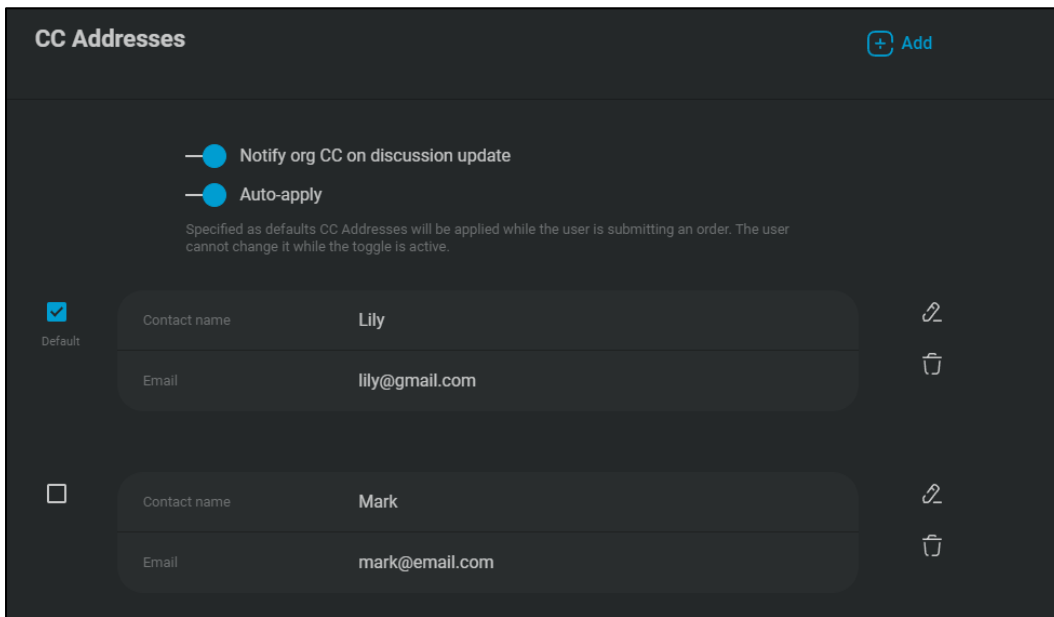 CC Addresses
Add
Notify org CC on discussion update
Auto-apply
Specified as defaults CC Addresses will be applied while the user is submitting an order. The user
cannot change it while the toggle is active.
Default
Contact name Lily
Email lily@gmail.com
Contact name Mark
Email mark@email.com